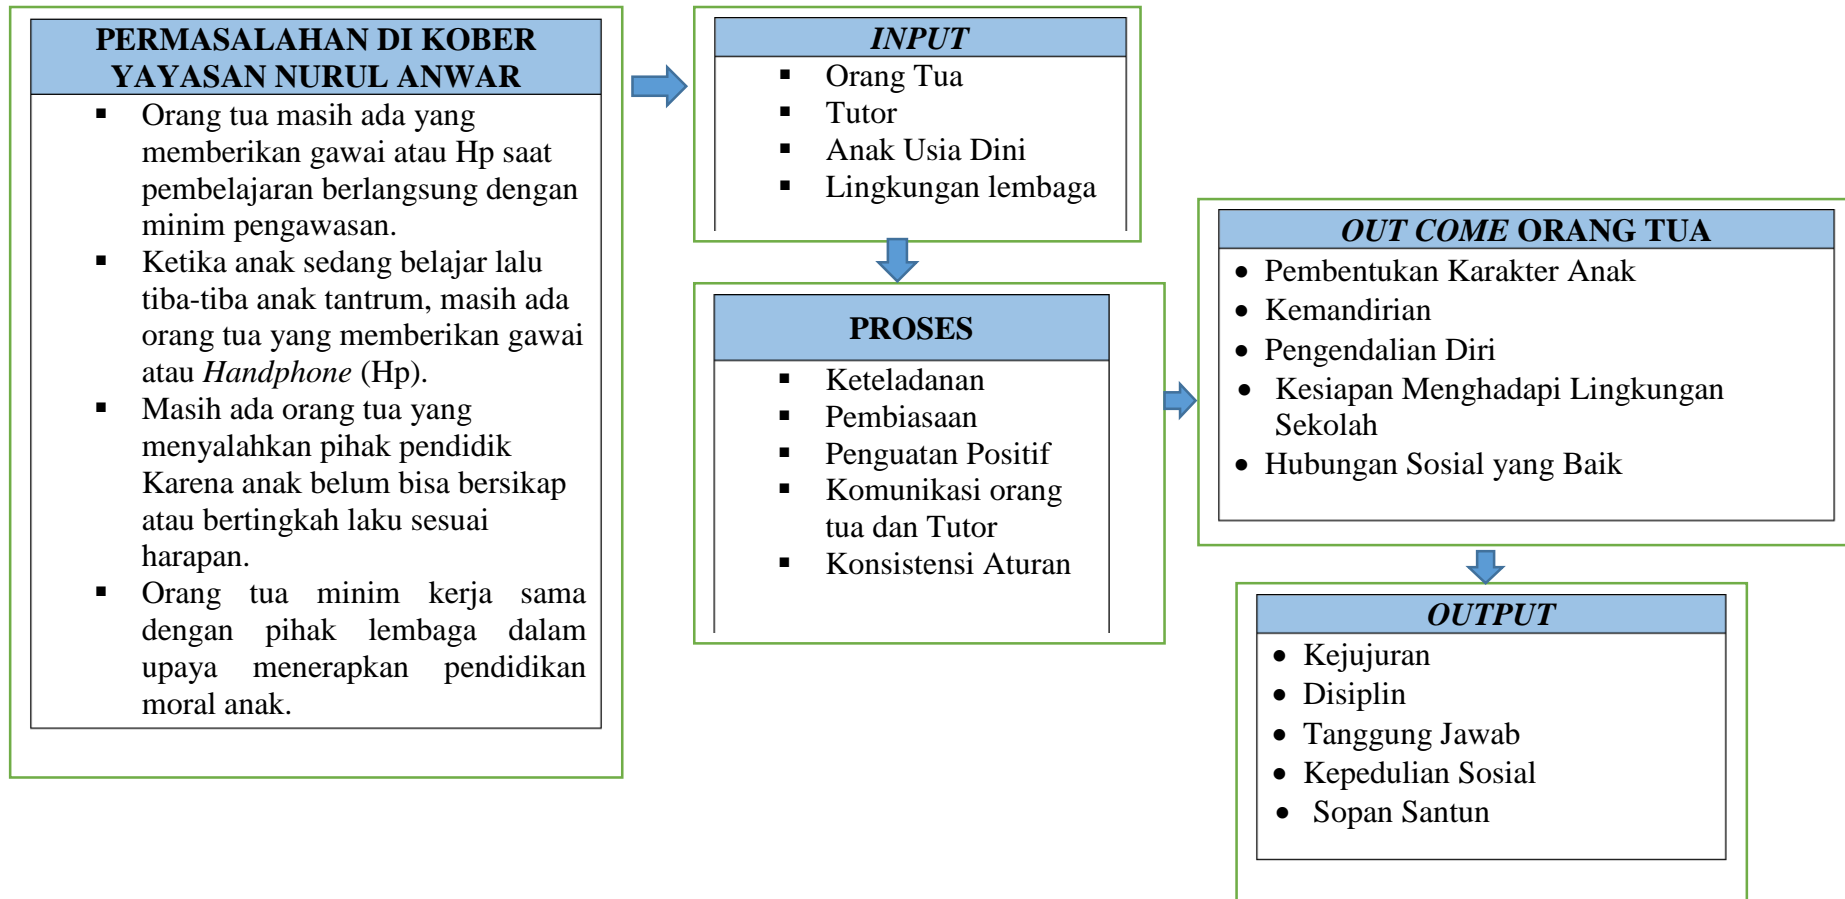 PERMASALAHAN DI KOBER
YAYASAN NURUL ANWAR
▪ Orang tua masih ada yang
memberikan gawai atau Hp saat
pembelajaran berlangsung dengan
minim pengawasan.
▪ Ketika anak sedang belajar lalu
tiba-tiba anak tantrum, masih ada
orang tua yang memberikan gawai
atau Handphone (Hp).
▪ Masih ada orang tua yang
menyalahkan pihak pendidik
Karena anak belum bisa bersikap
atau bertingkah laku sesuai
harapan.
▪ Orang tua minim kerja sama
dengan pihak lembaga dalam
upaya menerapkan pendidikan
moral anak.
INPUT
▪ Orang Tua
▪ Tutor
▪ Anak Usia Dini
▪ Lingkungan lembaga
PROSES
▪ Keteladanan
▪ Pembiasaan
▪ Penguatan Positif
▪ Komunikasi orang
tua dan Tutor
▪ Konsistensi Aturan
OUT COME ORANG TUA
• Pembentukan Karakter Anak
• Kemandirian
• Pengendalian Diri
• Kesiapan Menghadapi Lingkungan
Sekolah
• Hubungan Sosial yang Baik
OUTPUT
• Kejujuran
• Disiplin
• Tanggung Jawab
• Kepedulian Sosial
• Sopan Santun